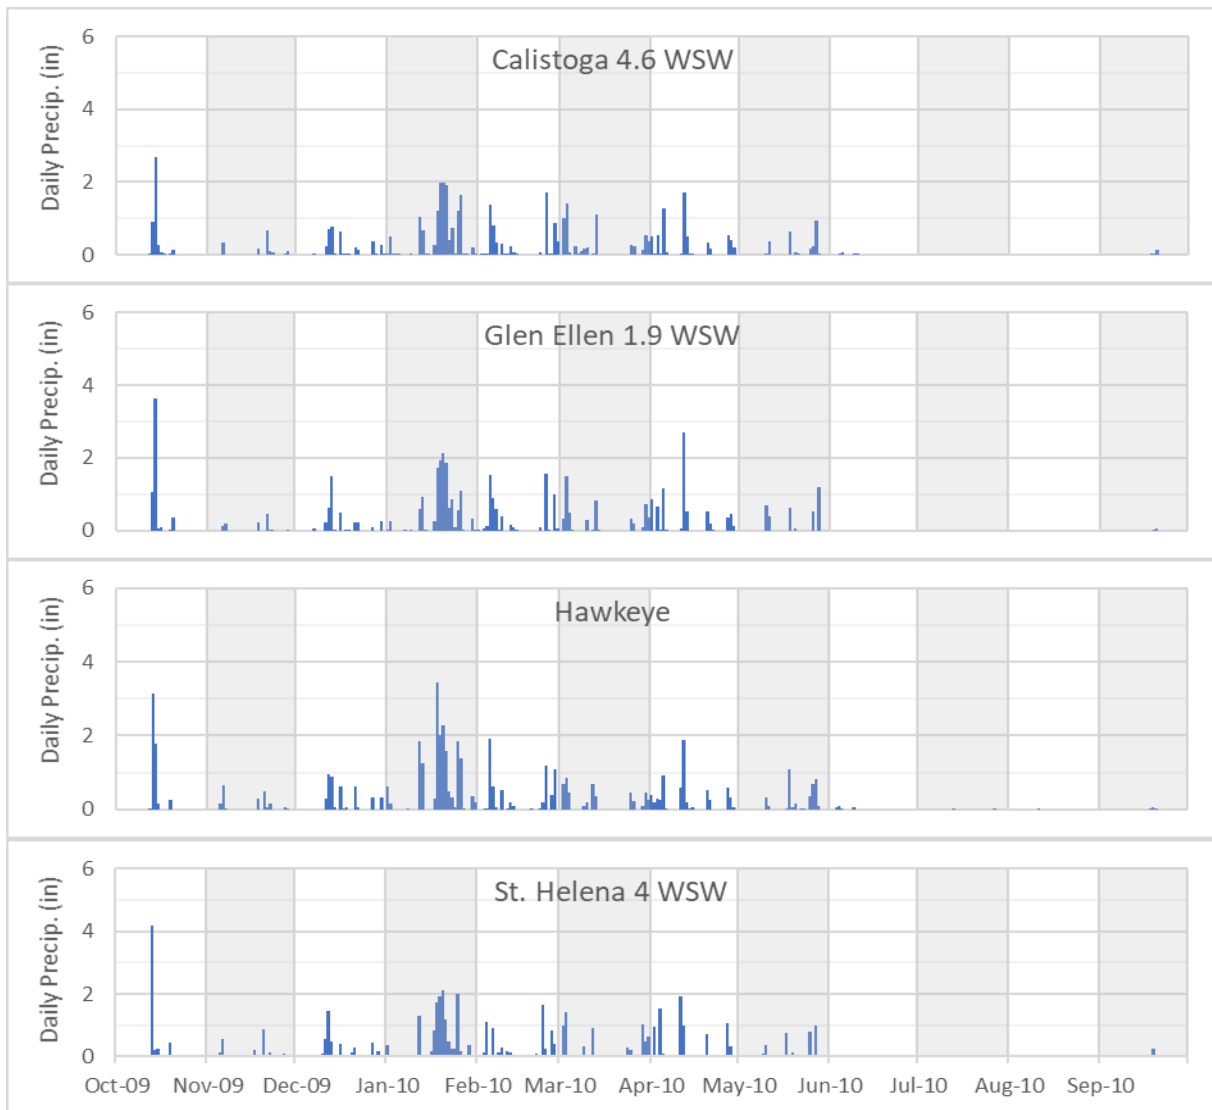 Calistoga 4.6 WSW
Daily Precip. (in)
6
4
2
0
Glen Ellen 1.9 WSW
Daily Precip. (in)
6
4
2
0
Hawkeye
Daily Precip. (in)
6
4
2
0
St. Helena 4 WSW
Daily Precip. (in)
6
4
2
0
Oct-09 Nov-09 Dec-09 Jan-10 Feb-10 Mar-10 Apr-10 May-10 Jun-10 Jul-10 Aug-10 Sep-10